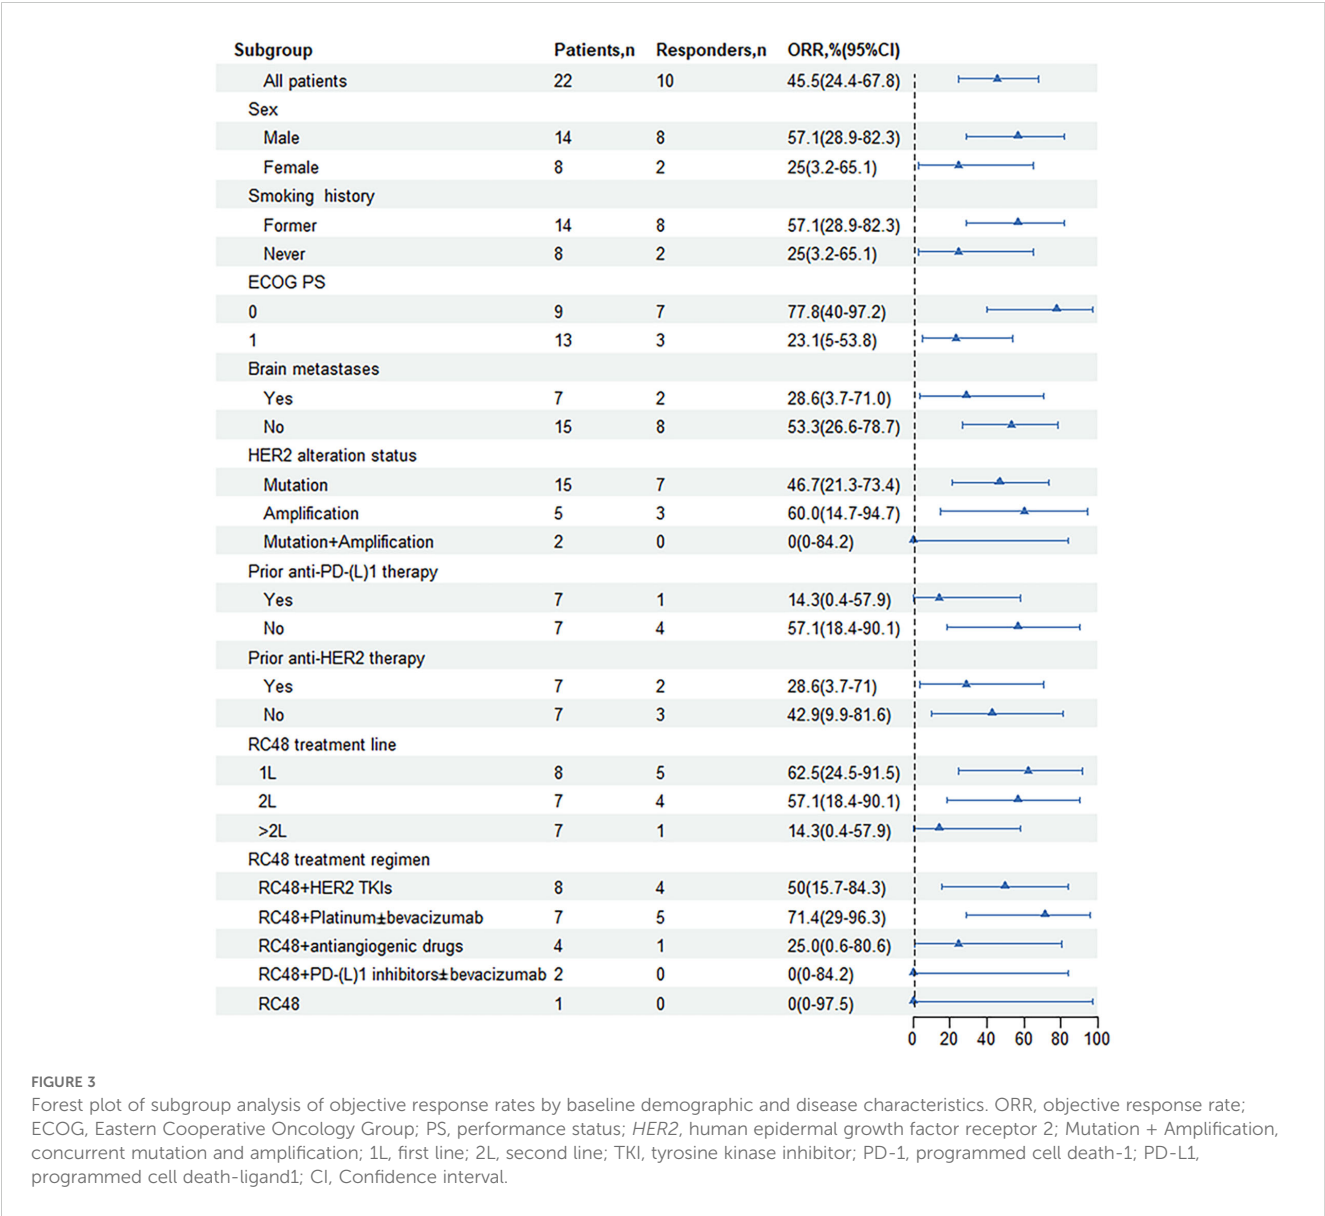 Subgroup Patients,n Responders,n ORR,%(95%CI)
All patients 22 10 45.5(24.4-67.8)
Sex
Male 14 8 57.1(28.9-82.3)
Female 8 2 25(3.2-65.1)
Smoking history
Former 14 8 57.1(28.9-82.3)
Never 8 2 25(3.2-65.1)
ECOG PS
0 9 7 77.8(40-97.2)
1 13 3 23.1(5-53.8)
Brain metastases
Yes 7 2 28.6(3.7-71.0)
No 15 8 53.3(26.6-78.7)
HER2 alteration status
Mutation 15 7 46.7(21.3-73.4)
Amplification 5 3 60.0(14.7-94.7)
Mutation+Amplification 2 0 0(0-84.2)
Prior anti-PD-(L)1 therapy
Yes 7 1 14.3(0.4-57.9)
No 7 4 57.1(18.4-90.1)
Prior anti-HER2 therapy
Yes 7 2 28.6(3.7-71)
No 7 3 42.9(9.9-81.6)
RC48 treatment line
1L 8 5 62.5(24.5-91.5)
2L 7 4 57.1(18.4-90.1)
>2L 7 1 14.3(0.4-57.9)
RC48 treatment regimen
RC48+HER2 TKIs 8 4 50(15.7-84.3)
RC48+Platinum±bevacizumab 7 5 71.4(29-96.3)
RC48+antiangiogenic drugs 4 1 25.0(0.6-80.6)
RC48+PD-(L)1 inhibitors±bevacizumab 2 0 0(0-84.2)
RC48 1 0 0(0-97.5)
0 20 40 60 80 100
FIGURE 3
Forest plot of subgroup analysis of objective response rates by baseline demographic and disease characteristics. ORR, objective response rate;
ECOG, Eastern Cooperative Oncology Group; PS, performance status; HER2, human epidermal growth factor receptor 2; Mutation + Amplification,
concurrent mutation and amplification; 1L, first line; 2L, second line; TKI, tyrosine kinase inhibitor; PD-1, programmed cell death-1; PD-L1,
programmed cell death-ligand1; CI, Confidence interval.